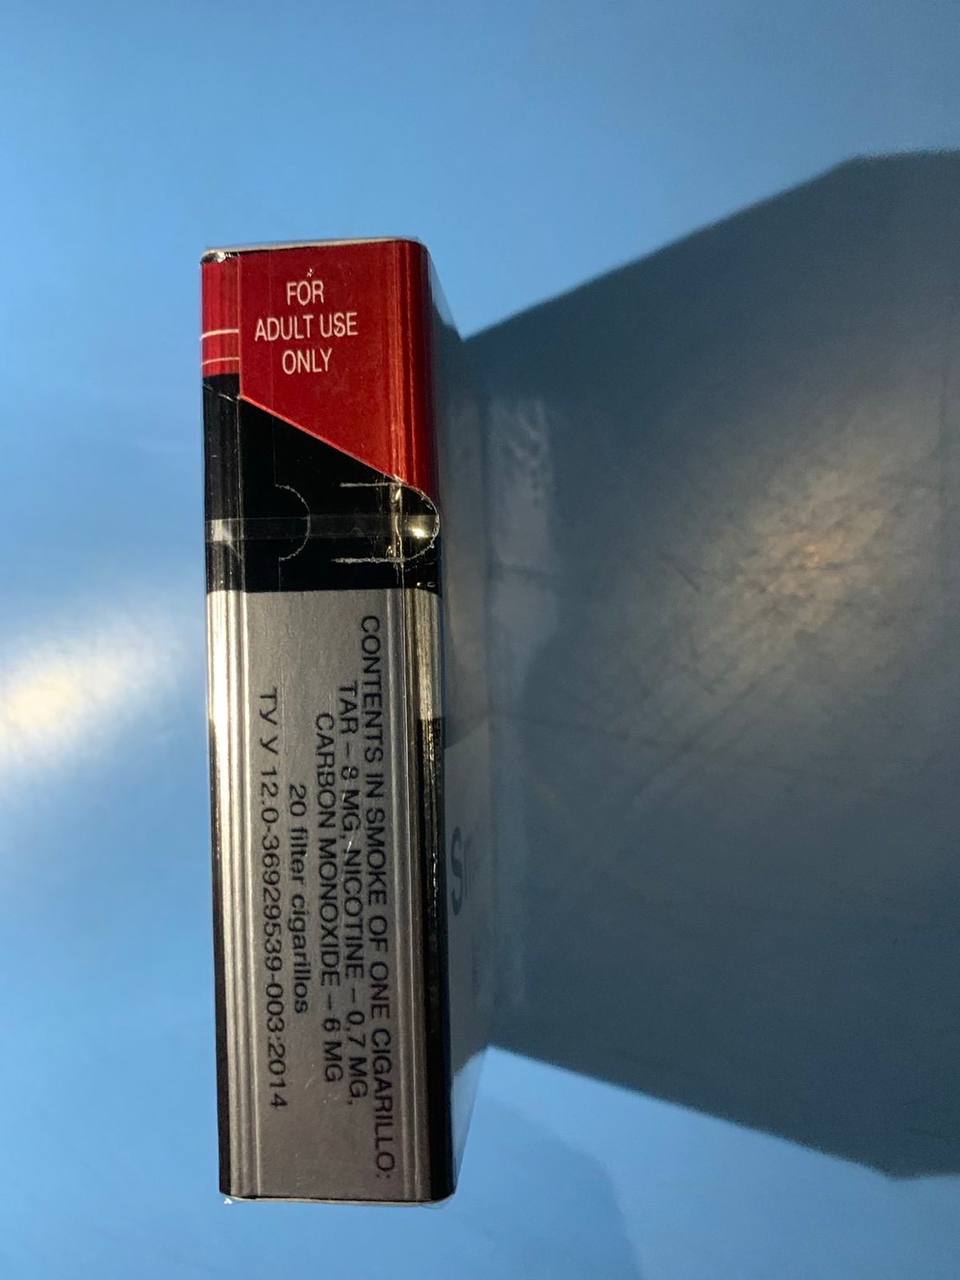 FOR
ADULT USE
ONLY
CONTENTS IN SMOKE OF ONE CIGARILLO:
TAR – 8 MG, NICOTINE – 0,7 MG,
CARBON MONOXIDE – 6 MG
20 filter cigarillos
ТУ У 12.0-36929539-003:2014